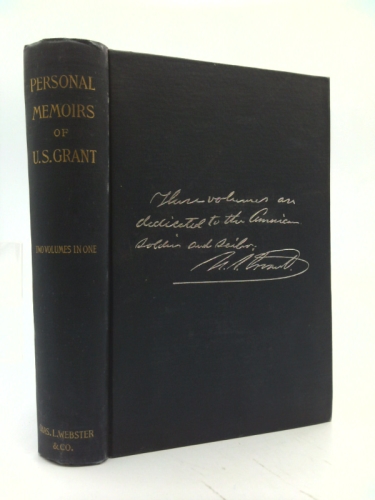 PERSONAL
MEMOIRS
OF
U.S. GRANT
TWO VOLUMES IN ONE
CHAS. L. WEBSTER
& CO.
These volumes are
dedicated to the American
soldier and sailor.
U. S. Grant.